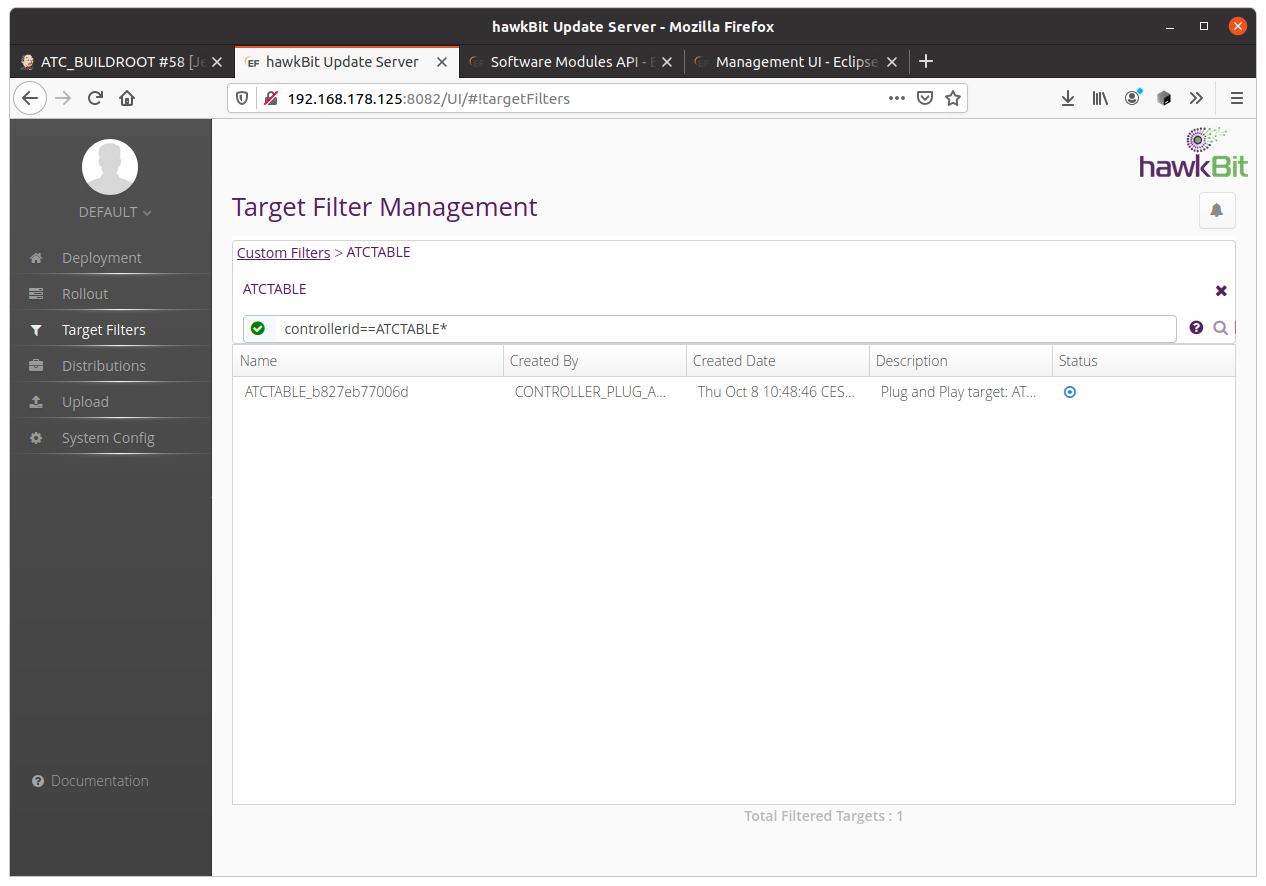 hawkBit Update Server - Mozilla Firefox
ATC_BUILDROOT #58 [Je
EF hawkBit Update Server
Software Modules API - E
Management UI - Eclipse
192.168.178.125:8082/UI/#!targetFilters
hawkBit
DEFAULT
Target Filter Management
Deployment
Rollout
Target Filters
Distributions
Upload
System Config
Documentation
Custom Filters > ATCTABLE
ATCTABLE
controllerid==ATCTABLE*
Name Created By Created Date Description Status
ATCTABLE_b827eb77006d CONTROLLER_PLUG_A... Thu Oct 8 10:48:46 CES... Plug and Play target: AT...
Total Filtered Targets : 1